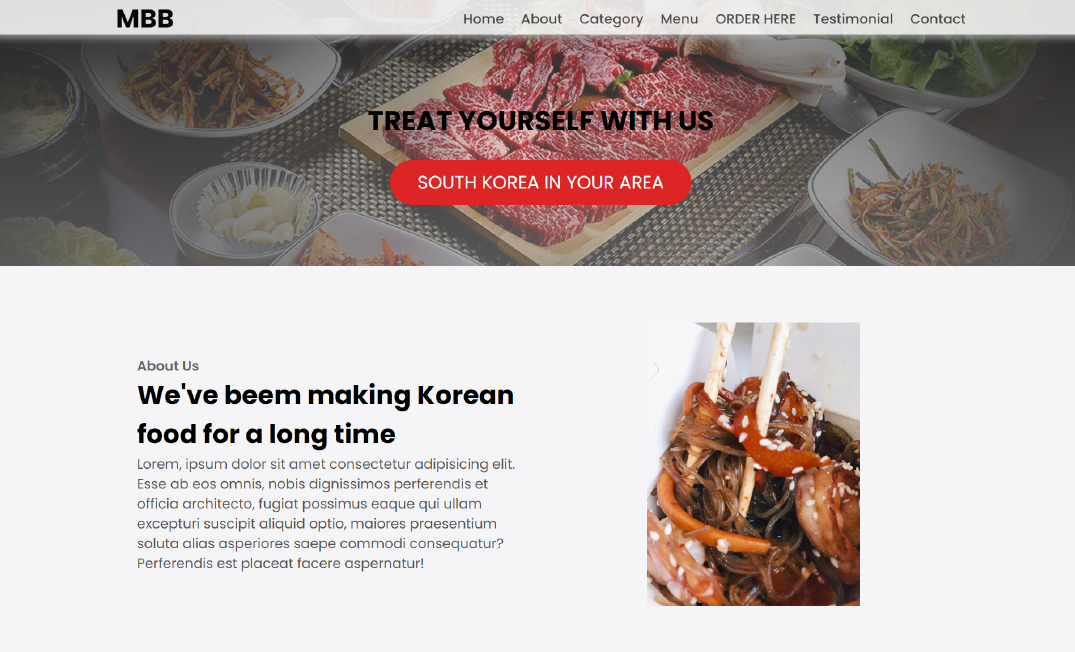 MBB
Home About Category Menu ORDER HERE Testimonial Contact
TREAT YOURSELF WITH US
SOUTH KOREA IN YOUR AREA
About Us
We've beem making Korean
food for a long time
Lorem, ipsum dolor sit amet consectetur adipisicing elit.
Esse ab eos omnis, nobis dignissimos perferendis et
officia architecto, fugiat possimus eaque qui ullam
excepturi suscipit aliquid optio, maiores praesentium
soluta alias asperiores saepe commodi consequatur?
Perferendis est placeat facere aspernatur!